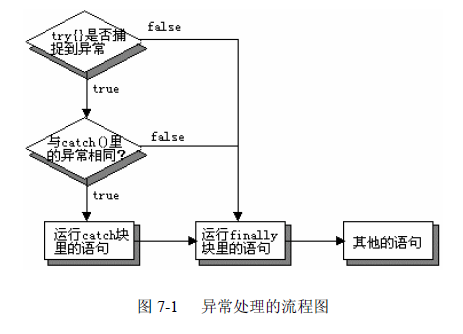 try{}是否捕
捉到异常
false
true
与catch()里
的异常相同?
false
true
运行catch块
里的语句
运行finally
块里的语句
其他的语句
图 7-1 异常处理的流程图